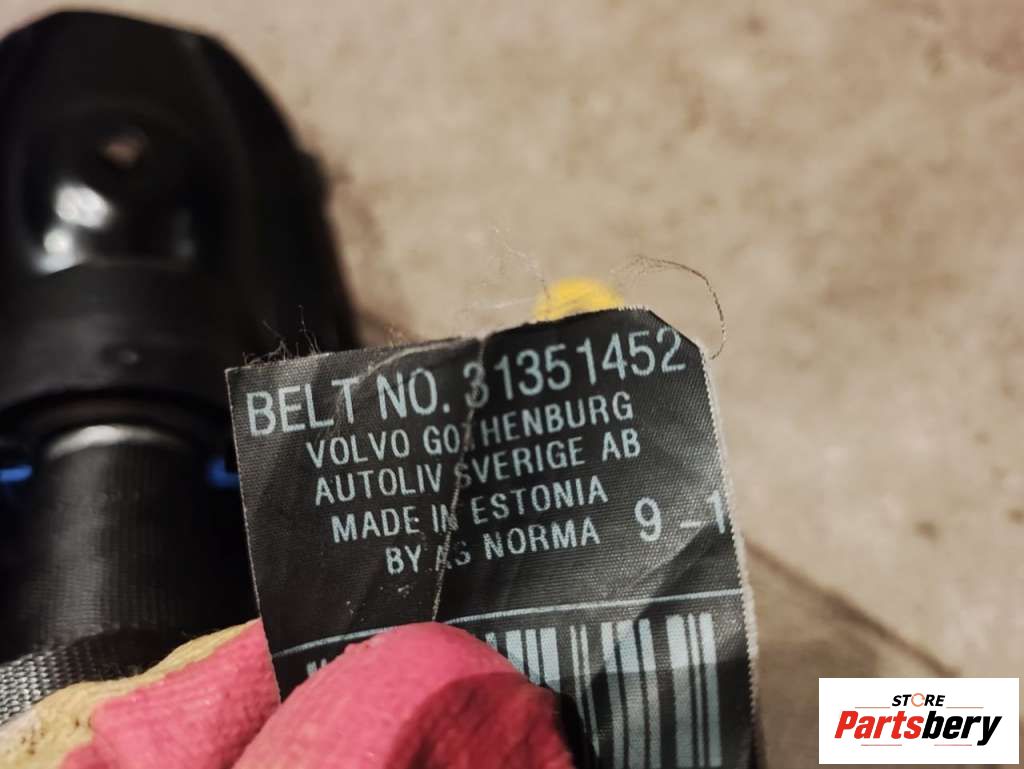 BELT NO. 31351452
VOLVO GOTHENBURG
AUTOLIV SVERIGE AB
MADE IN ESTONIA
BY AS NORMA 9-1
STORE
Partsbery